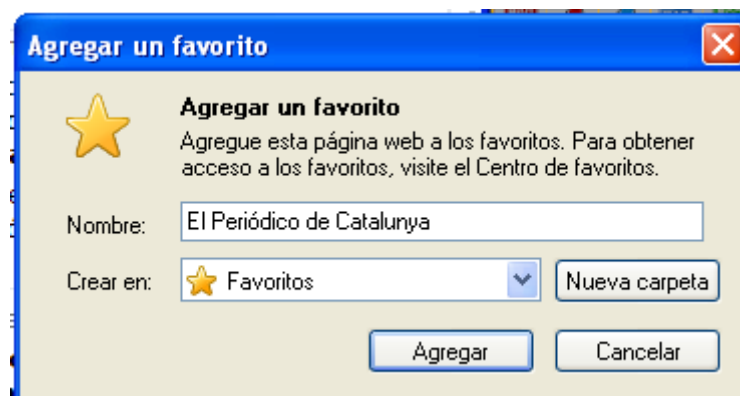 Agregar un favorito
Agregar un favorito
Agregue esta página web a los favoritos. Para obtener
acceso a los favoritos, visite el Centro de favoritos.
Nombre: El Periódico de Catalunya
Crear en: Favoritos Nueva carpeta
Agregar Cancelar